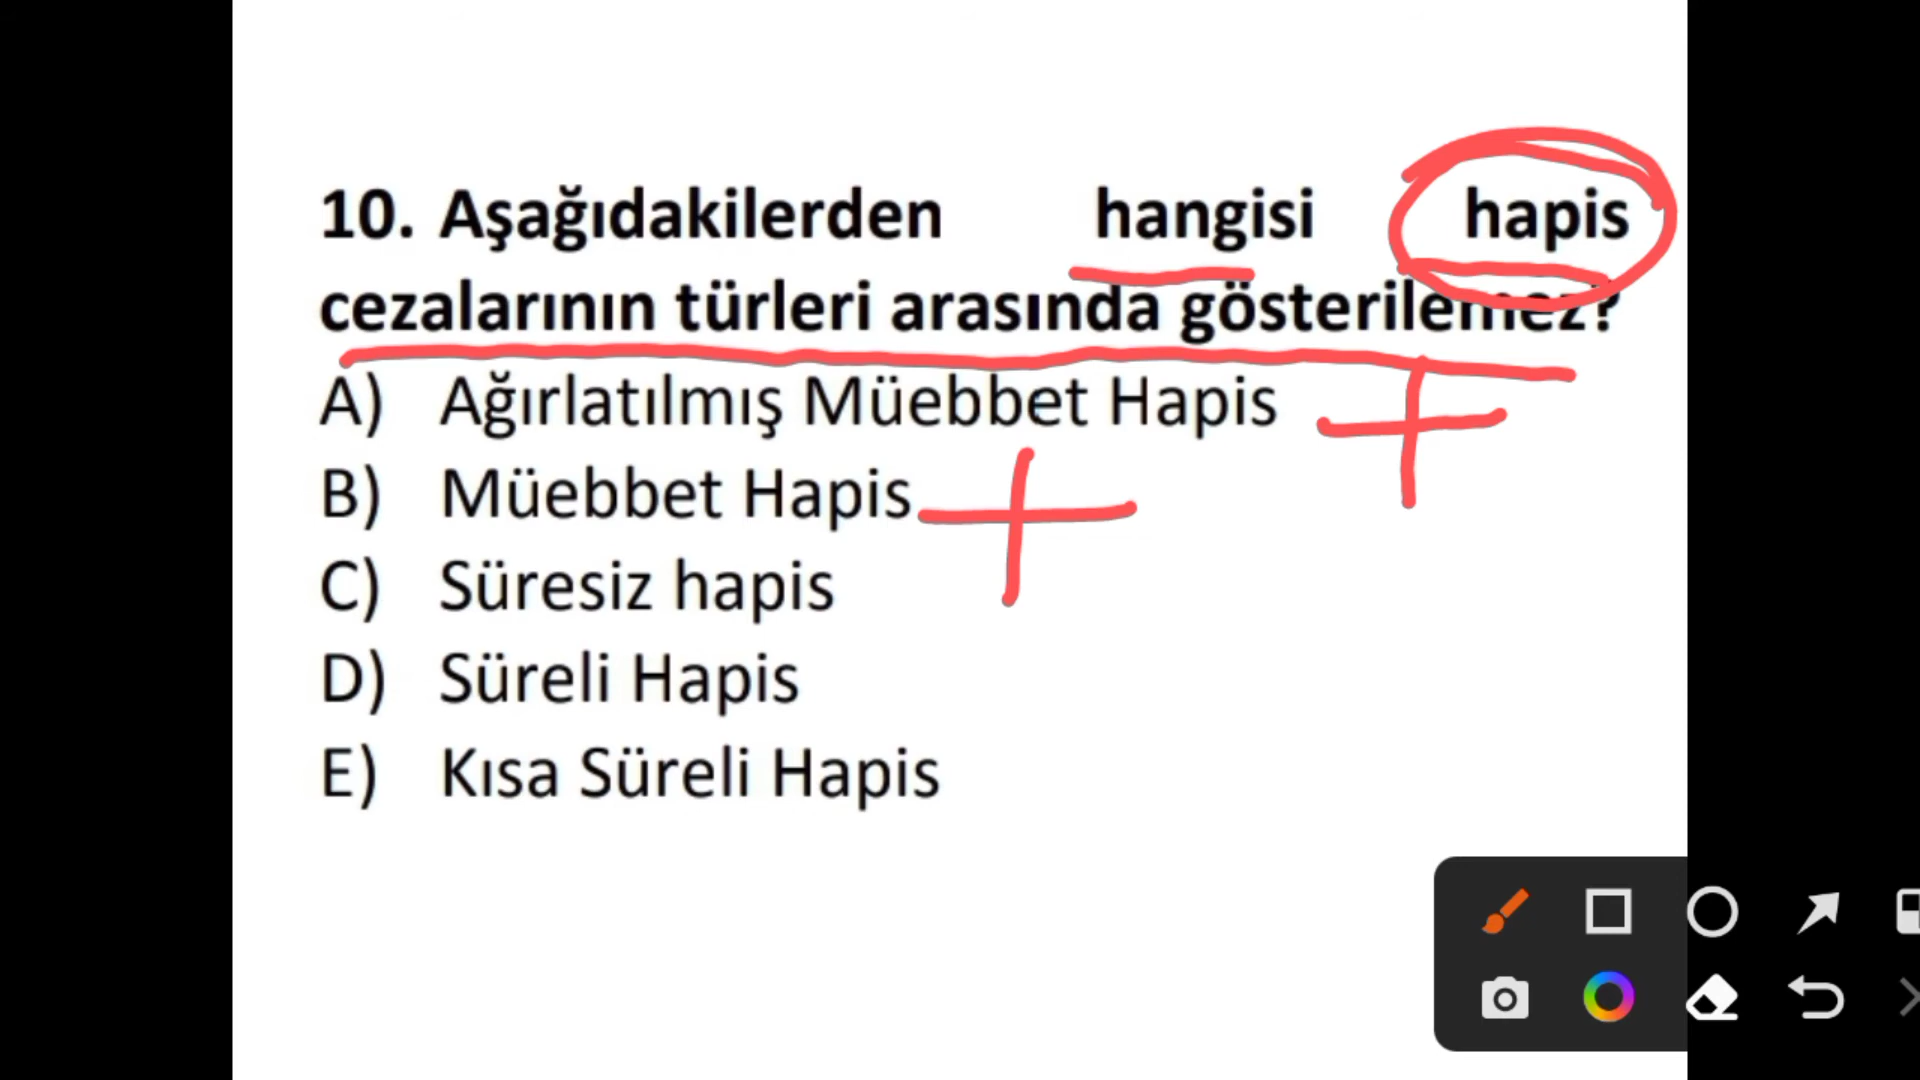 10. Aşağıdakilerden hangisi hapis
cezalarının türleri arasında gösterilemez?
A) Ağırlatılmış Müebbet Hapis
B) Müebbet Hapis
C) Süresiz hapis
D) Süreli Hapis
E) Kısa Süreli Hapis